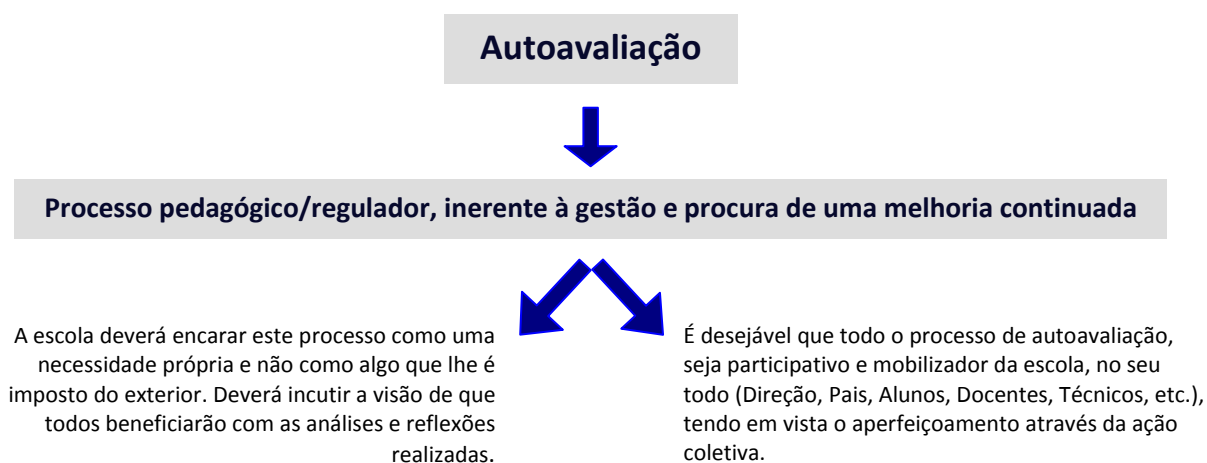 Autoavaliação
Processo pedagógico/regulador, inerente à gestão e procura de uma melhoria continuada
A escola deverá encarar este processo como uma
necessidade própria e não como algo que lhe é
imposto do exterior. Deverá incutir a visão de que
todos beneficiarão com as análises e reflexões
realizadas.
É desejável que todo o processo de autoavaliação,
seja participativo e mobilizador da escola, no seu
todo (Direção, Pais, Alunos, Docentes, Técnicos, etc.),
tendo em vista o aperfeiçoamento através da ação
coletiva.